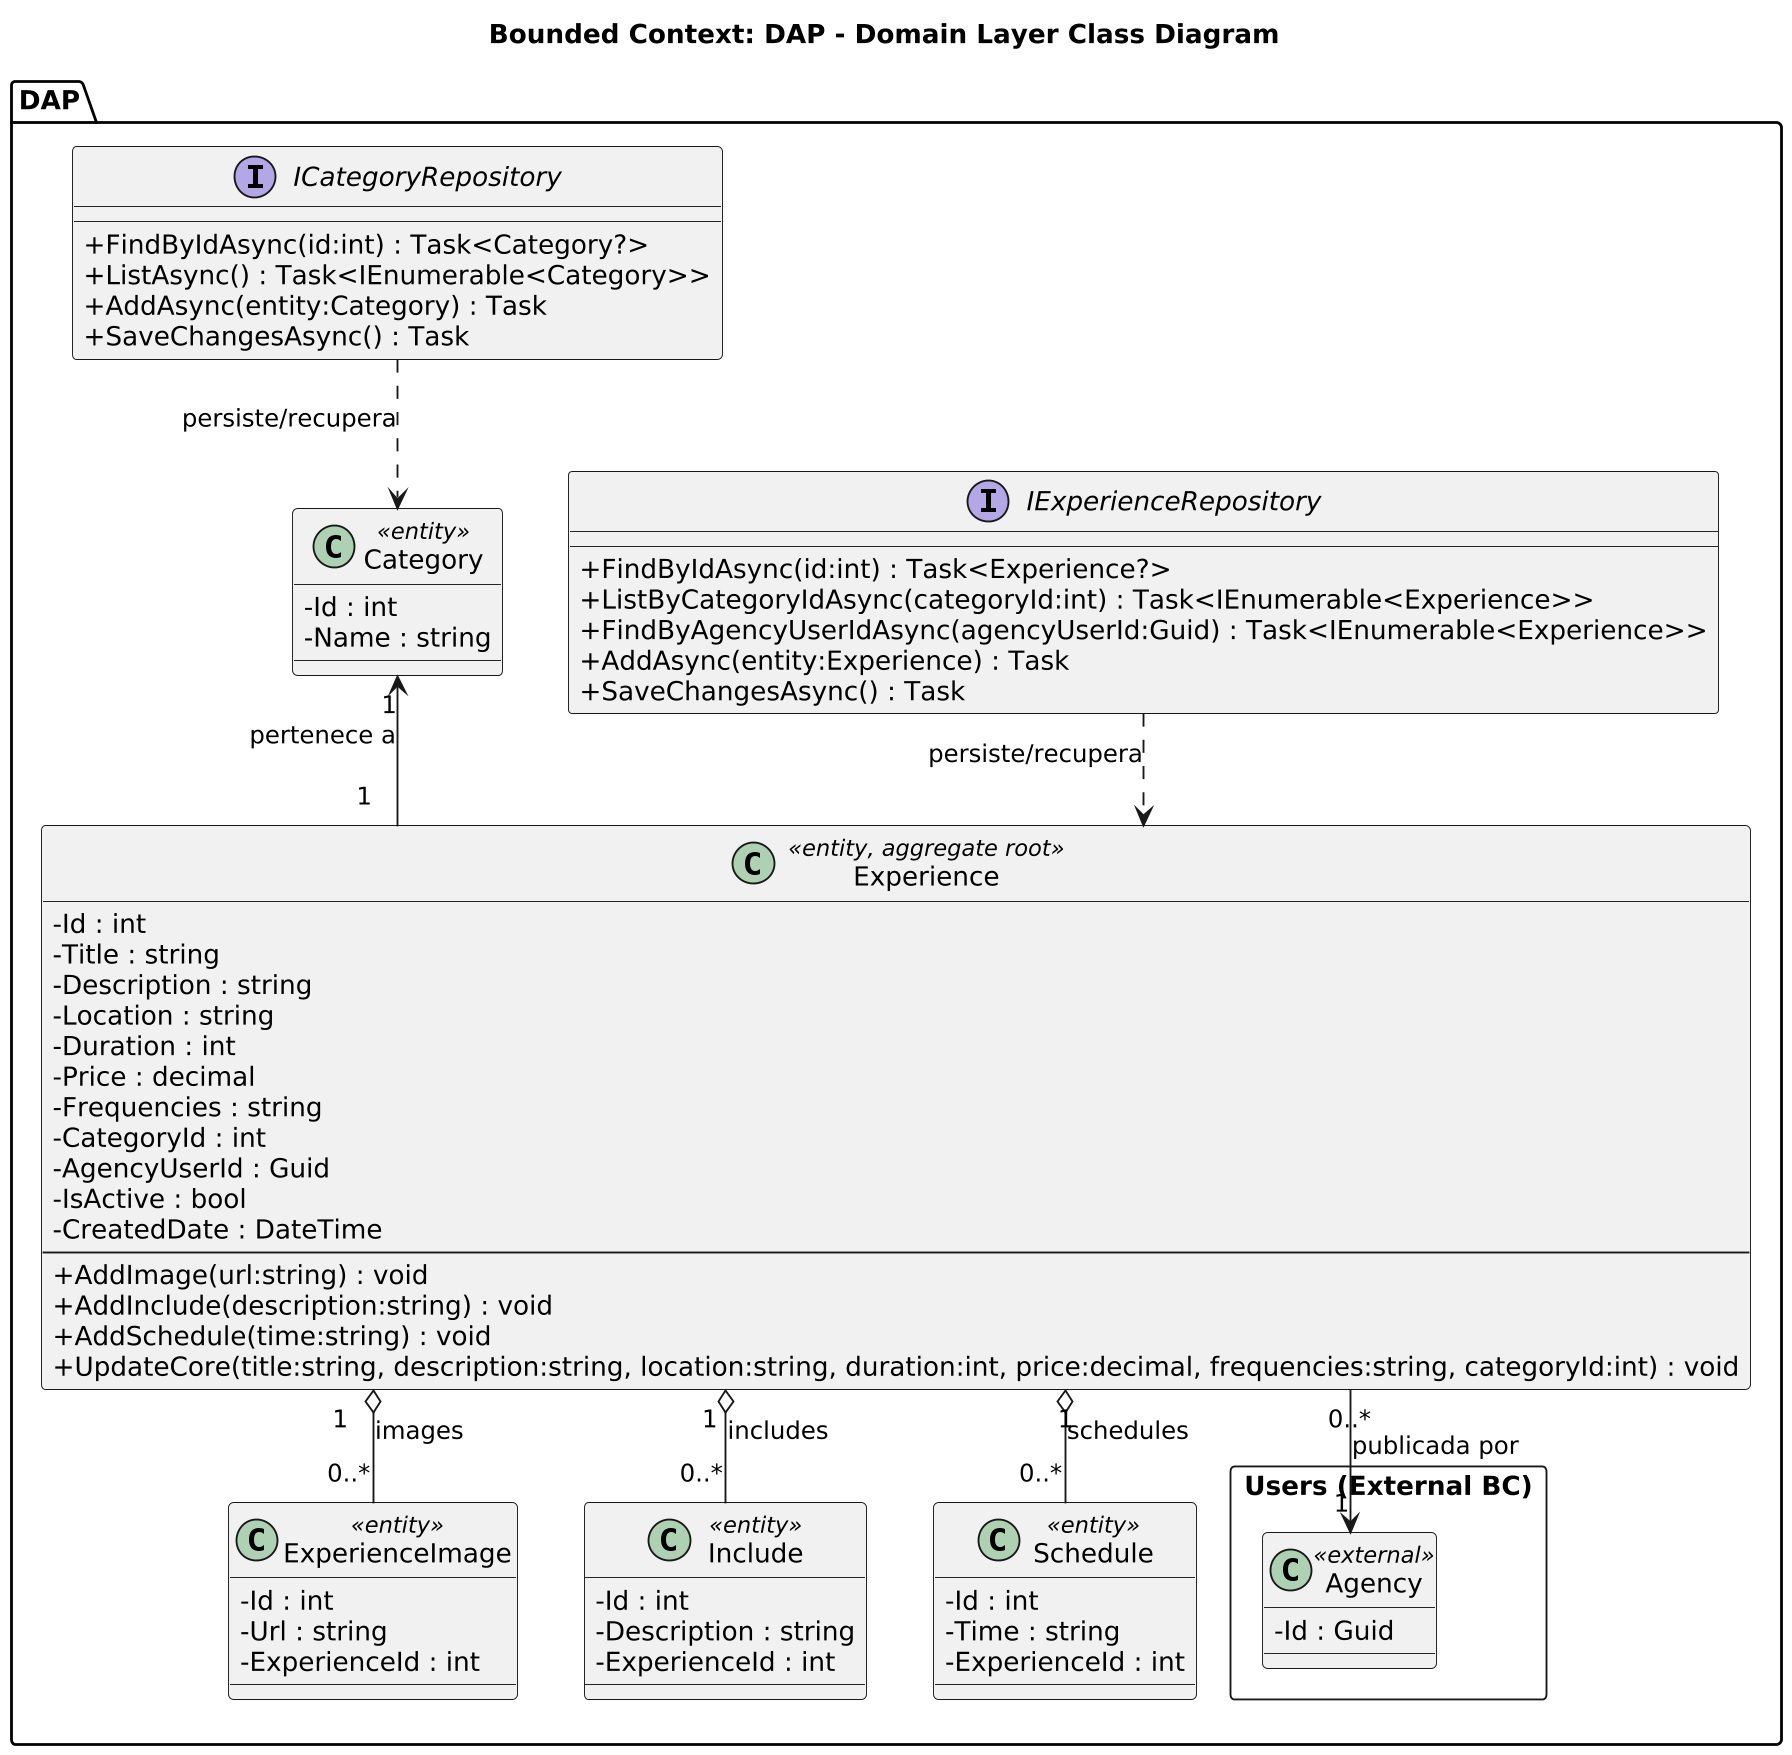 Bounded Context: DAP - Domain Layer Class Diagram
DAP
I ICategoryRepository
+FindByIdAsync(id:int) : Task<Category?>
+ListAsync() : Task<IEnumerable<Category>>
+AddAsync(entity:Category) : Task
+SaveChangesAsync() : Task
persiste/recupera
C «entity»
Category
-Id : int
-Name : string
I IExperienceRepository
+FindByIdAsync(id:int) : Task<Experience?>
+ListByCategoryIdAsync(categoryId:int) : Task<IEnumerable<Experience>>
+FindByAgencyUserIdAsync(agencyUserId:Guid) : Task<IEnumerable<Experience>>
+AddAsync(entity:Experience) : Task
+SaveChangesAsync() : Task
1
pertenece a
1
persiste/recupera
C «entity, aggregate root»
Experience
-Id : int
-Title : string
-Description : string
-Location : string
-Duration : int
-Price : decimal
-Frequencies : string
-CategoryId : int
-AgencyUserId : Guid
-IsActive : bool
-CreatedDate : DateTime
+AddImage(url:string) : void
+AddInclude(description:string) : void
+AddSchedule(time:string) : void
+UpdateCore(title:string, description:string, location:string, duration:int, price:decimal, frequencies:string, categoryId:int) : void
1
images
0..*
1
includes
0..*
1
schedules
0..*
0..*
publicada por
1
C «entity»
ExperienceImage
-Id : int
-Url : string
-ExperienceId : int
C «entity»
Include
-Id : int
-Description : string
-ExperienceId : int
C «entity»
Schedule
-Id : int
-Time : string
-ExperienceId : int
Users (External BC)
C «external»
Agency
-Id : Guid